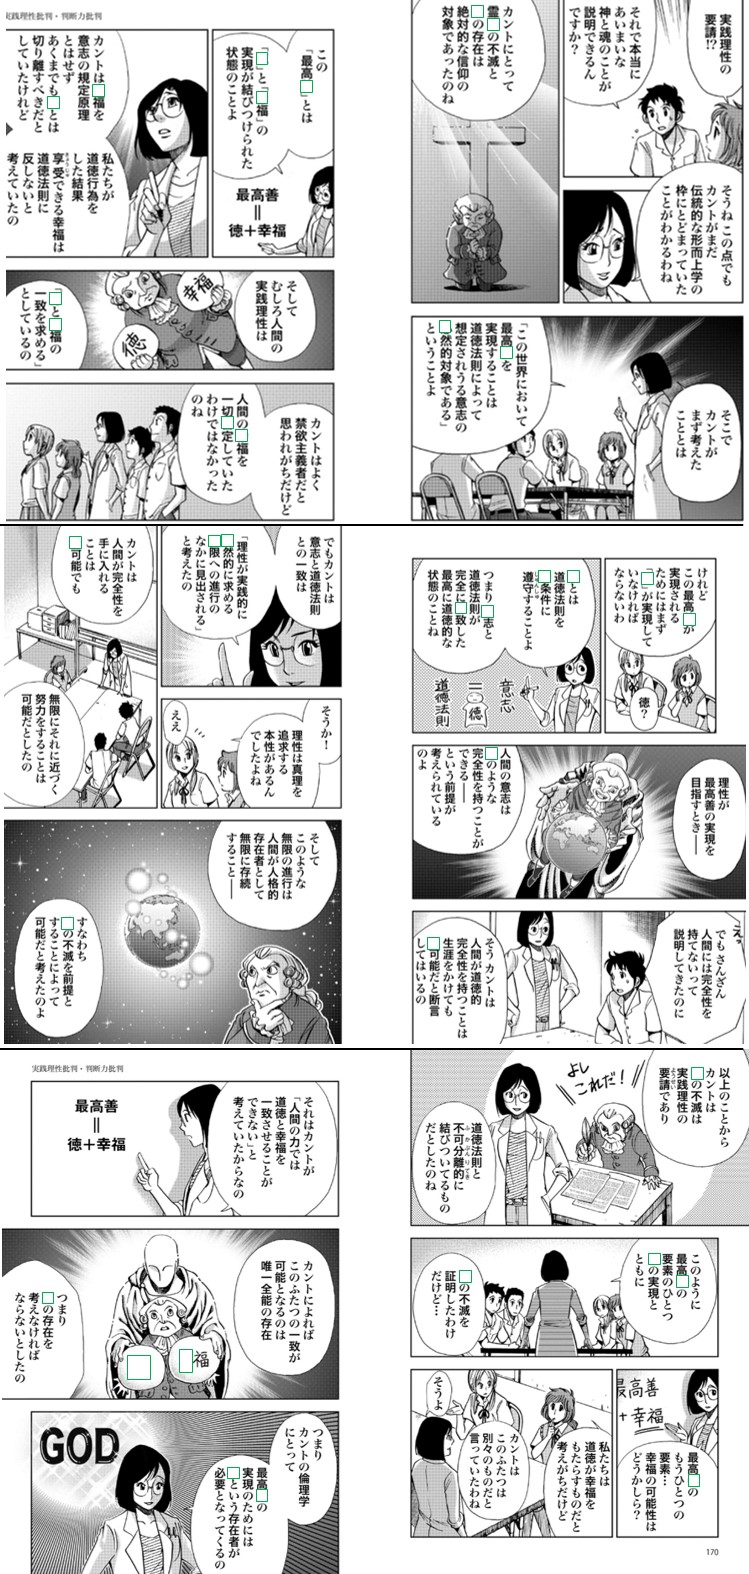 実践理性の
要請!?
それで本当に
あいまいな
神と魂のことが
説明できるん
ですか?
カントにとって
霊□の不滅と
□の存在は
絶対的な信仰の
対象であったのね
そうね この点でも
カントがまだ
伝統的な形而上学の
枠にとどまっていた
ことがわかるわね
そこで
カントが
まず考えた
こととは
「この世界において
最高□を
実現することは
道徳法則によって
想定されうる意志の
□然的対象である」
ということよ
実践理性批判・判断力批判
この
「最高□」とは
「□」と「□福」の
実現が結びつけられた
状態のことよ
最高善
=
徳+幸福
カントは□福を
意志の規定原理
とはせず
あくまでも□とは
切り離すべきだと
していたけれど
私たちが
道徳行為を
した結果
享受できる幸福は
道徳法則に
反しないと
考えていたの
そして
むしろ人間の
実践理性は
幸福
徳
「□と□福の
一致を求める」
としているの
カントはよく
禁欲主義者だと
思われがちだけど
人間の□福を
一切□定していた
わけではなかった
のね
けれど
この最高□が
実現される
ためにはまず
「□」が実現して
いなければ
ならないわ
徳?
□とは
道徳法則を
□条件に
遵守することよ
つまり□志と
道徳法則が
完全に□致した
最高に道徳的な
状態のことね
意志
=
徳
道徳法則
理性が
最高善の実現を
目指すとき――
人間の意志は
□のような
完全性を持つことが
できる――
という前提が
考えられている
のよ
えっ
でもさんざん
人間には完全性を
持てないって
説明してきたのに
そう カントは
人間が道徳的
完全性を持つことは
生涯をかけても
□可能だと断言
してはいるの
でもカントは
意志と道徳法則
との一致は
「理性が実践的に
□然的に求める
□限への進行の
なかに見出される」
と考えたの
カントは
人間が完全性を
手に入れる
ことは
□可能でも
無限にそれに近づく
努力をすることは
可能だとしたの
そうか!
理性は真理を
追求する
本性があるん
でしたよね
ええ
そして
このような
無限の進行は
人間が人格的
存在者として
無限に存続
すること――
すなわち
□の不滅を前提と
することによって
可能だと考えたのよ
以上のことから
カントは
□の不滅は
実践理性の
要請であり
よし
これだ!
道徳法則と
不可分離的に
結びついてるもの
だとしたのね
このように
最高□の
要素のひとつ
□の実現と
ともに
□の不滅を
証明したわけ
だけど…
最高善
+幸福
最高□の
もうひとつの
要素…
幸福の可能性は
どうかしら?
私たちは
道徳が幸福を
もたらすものだと
考えがちだけど
カントは
このふたつは
別々のものだと
言っていたわね
そうよ
170
実践理性批判・判断力批判
それはカントが
「人間の力では
道徳と幸福を
一致させることが
できない」と
考えていたからなの
最高善
=
徳+幸福
カントによれば
このふたつの一致が
可能となるのは
唯一全能の存在
□福
□
つまり
□の存在を
考えなければ
ならないとしたの
つまり
カントの倫理学
にとって
GOD
最高□の
実現のためには
□という存在者が
必要となってくるの